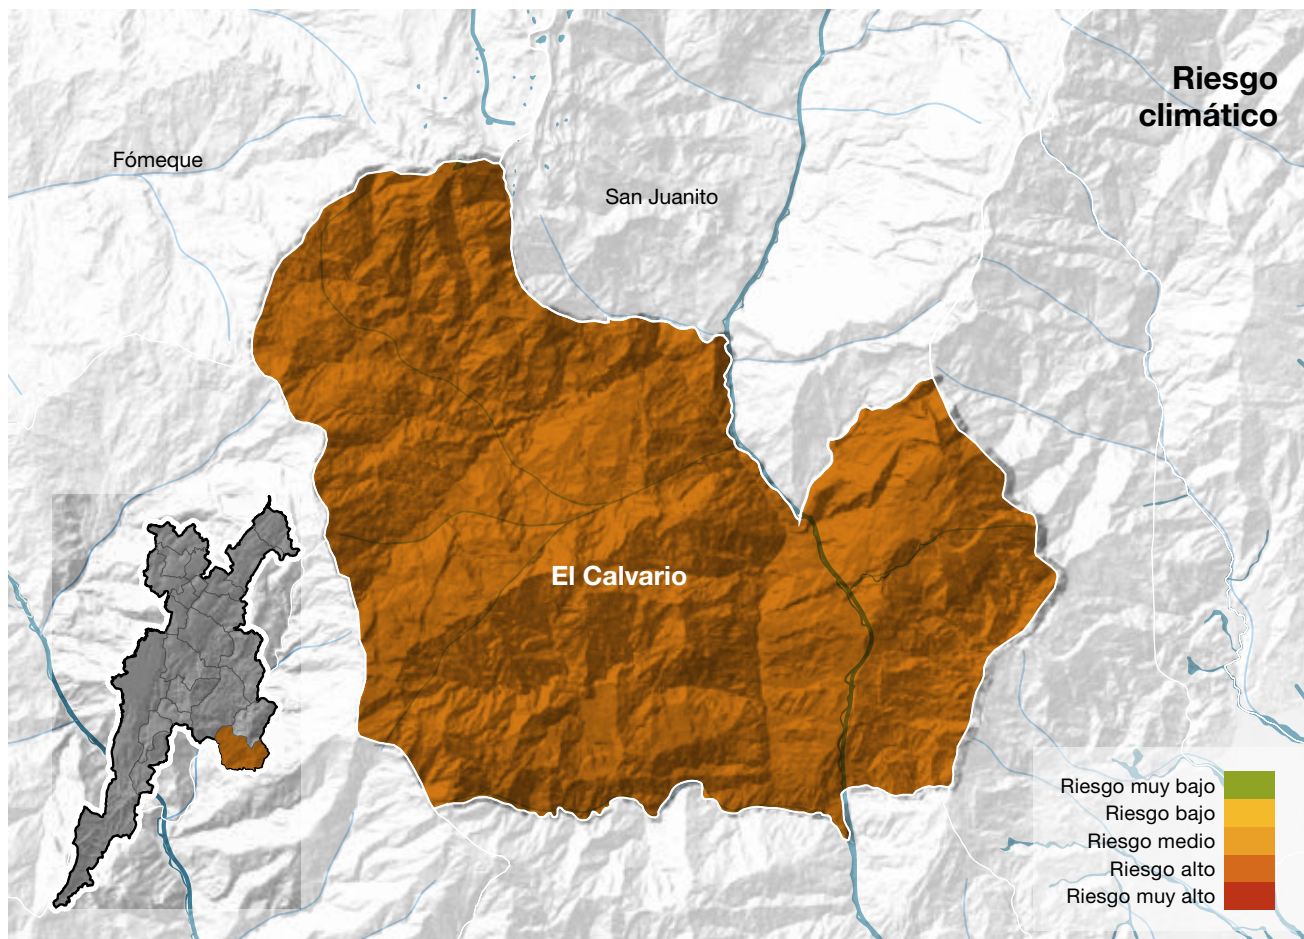 Riesgo
climático
Fómeque
San Juanito
El Calvario
Riesgo muy bajo
Riesgo bajo
Riesgo medio
Riesgo alto
Riesgo muy alto